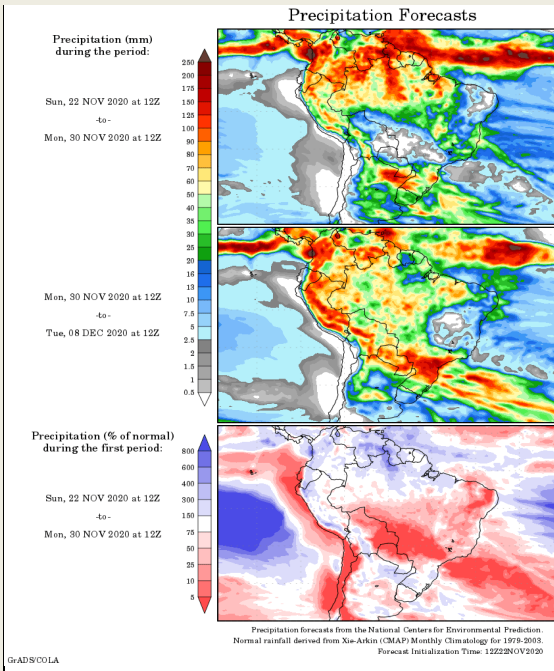 Precipitation Forecasts
Precipitation (mm)
during the period:
Sun, 22 NOV 2020 at 12Z
-to-
Mon, 30 NOV 2020 at 12Z
250
200
175
150
125
100
90
80
70
60
50
40
35
30
25
20
16
13
10
7.5
5
2.5
2
1.5
1
0.5
Mon, 30 NOV 2020 at 12Z
-to-
Tue, 08 DEC 2020 at 12Z
Precipitation (% of normal)
during the first period:
Sun, 22 NOV 2020 at 12Z
-to-
Mon, 30 NOV 2020 at 12Z
800
600
400
300
150
75
50
25
10
5
Precipitation forecasts from the National Centers for Environmental Prediction.
Normal rainfall derived from Xie-Arkin (CMAP) Monthly Climatology for 1979-2003.
Forecast Initialization Time: 12Z22NOV2020
GrADS/COLA